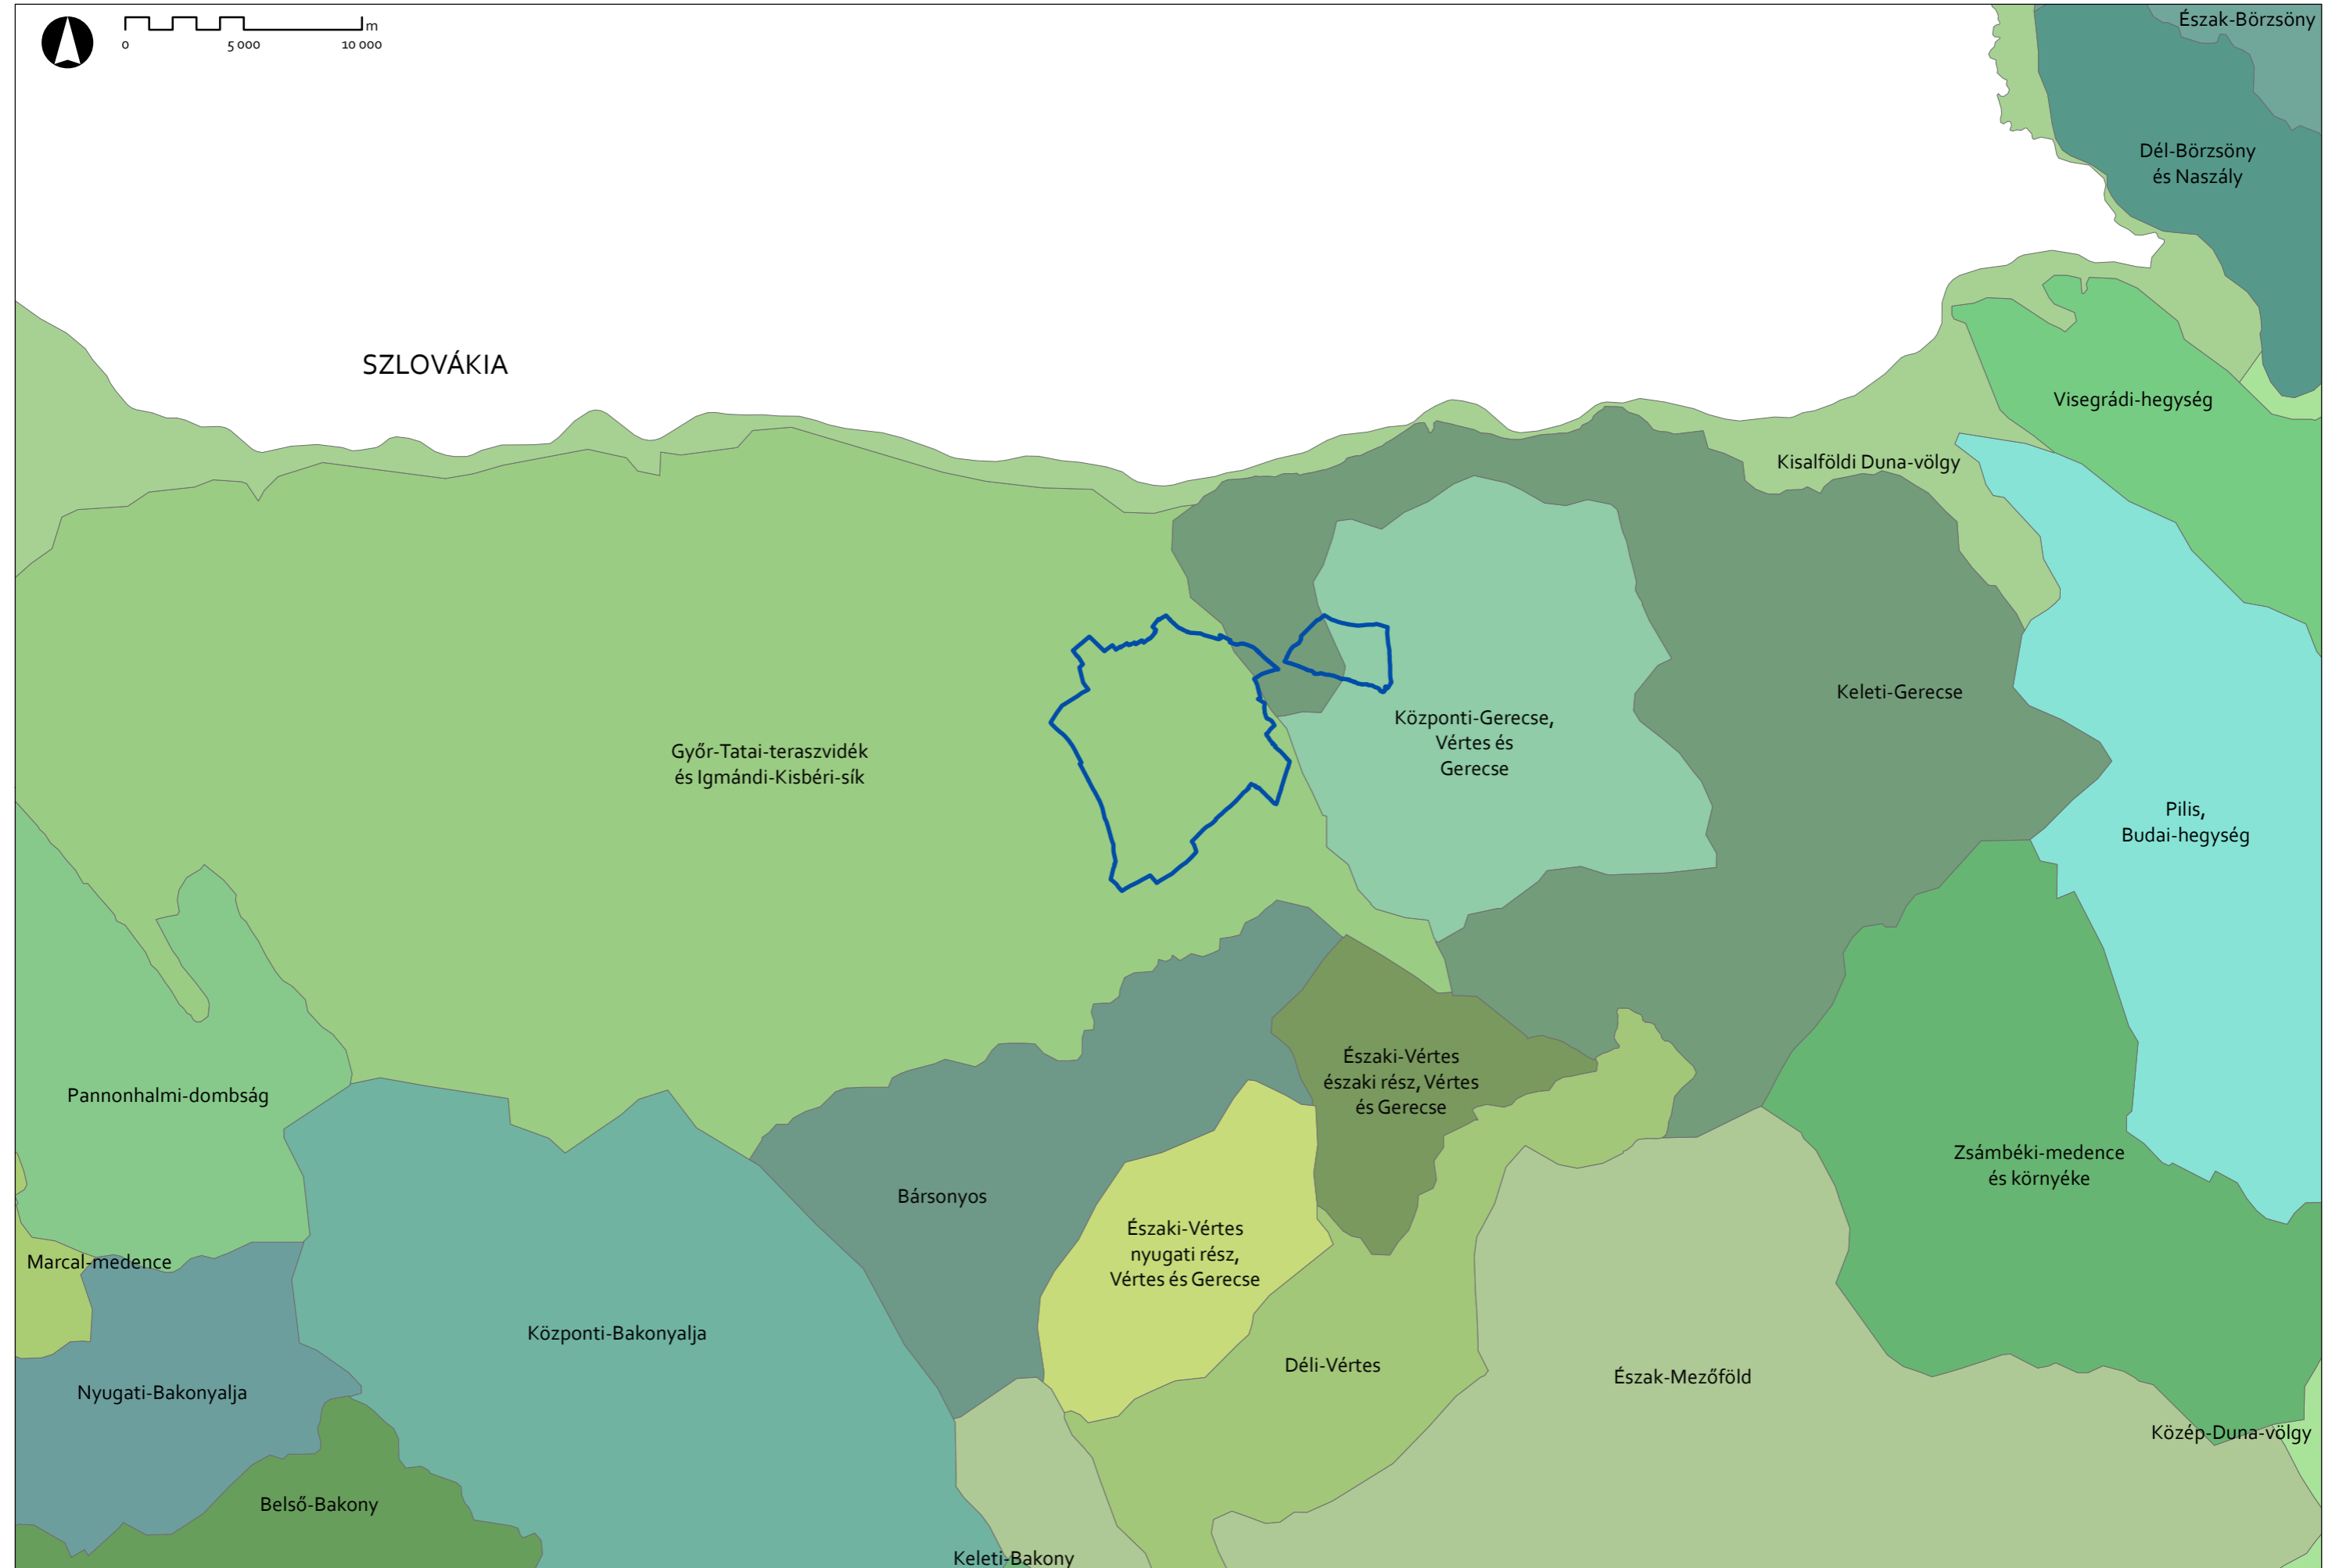 Észak-Börzsöny
m
0
5 000
10 000
Dél-Börzsöny
és Naszály
SZLOVÁKIA
Visegrádi-hegység
Kisalföldi Duna-völgy
Keleti-Gerecse
Központi-Gerecse,
Vértes és
Gerecse
Győr-Tatai-teraszvidék
és Igmándi-Kisbéri-sík
Pilis,
Budai-hegység
Északi-Vértes
északi rész, Vértes
és Gerecse
Pannonhalmi-dombság
Zsámbéki-medence
és környéke
Bársonyos
Északi-Vértes
nyugati rész,
Vértes és Gerecse
Marcal-medence
Központi-Bakonyalja
Déli-Vértes
Észak-Mezőföld
Nyugati-Bakonyalja
Közép-Duna-völgy
Belső-Bakony
Keleti-Bakony